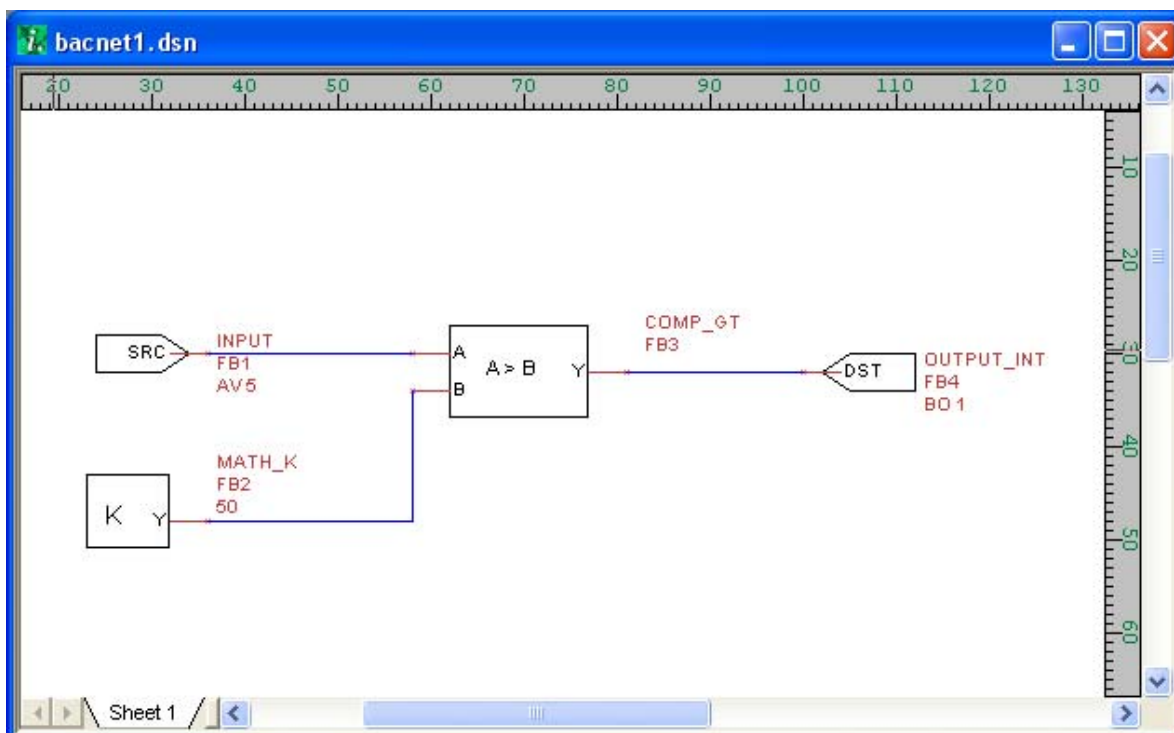 bacnet1.dsn
20 30 40 50 60 70 80 90 100 110 120 130
10
20
30
40
50
60
SRC
INPUT
FB1
AV5
A
B
A > B
Y
COMP_GT
FB3
DST
OUTPUT_INT
FB4
BO 1
K
Y
MATH_K
FB2
50
Sheet 1